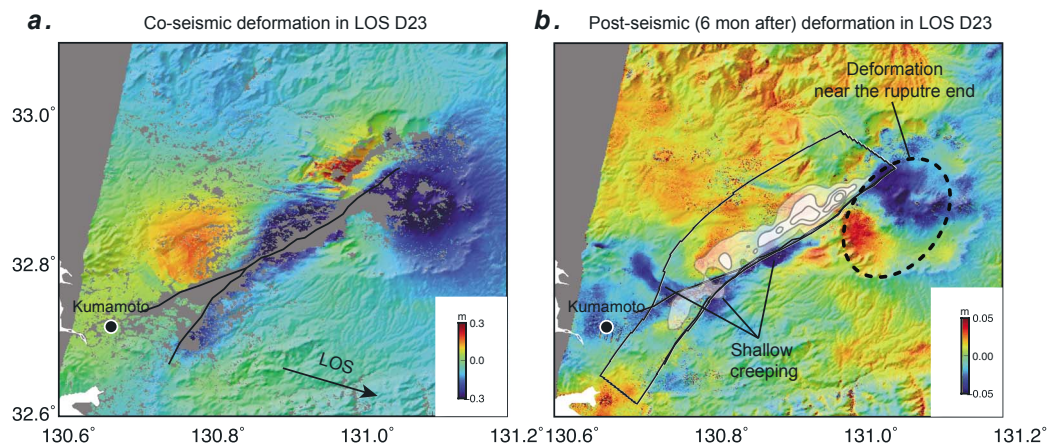 a.
Co-seismic deformation in LOS D23
b.
Post-seismic (6 mon after) deformation in LOS D23
33.0°
32.8°
32.6°
Kumamoto
LOS
m
0.3
0.0
0.3
130.6°
130.8°
131.0°
131.2°
Deformation
near the ruputre end
Kumamoto
Shallow
creeping
m
0.05
0.00
0.05
130.6°
130.8°
131.0°
131.2°